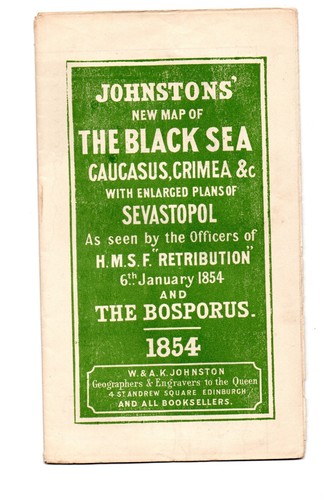 JOHNSTONS'
NEW MAP OF
THE BLACK SEA
CAUCASUS, CRIMEA &c
WITH ENLARGED PLANS OF
SEVASTOPOL
As seen by the Officers of
H.M.S.F. "RETRIBUTION"
6th January 1854
AND
THE BOSPORUS.
1854
W. & A. K. JOHNSTON
Geographers & Engravers to the Queen
4 ST ANDREW SQUARE EDINBURGH
AND ALL BOOKSELLERS.